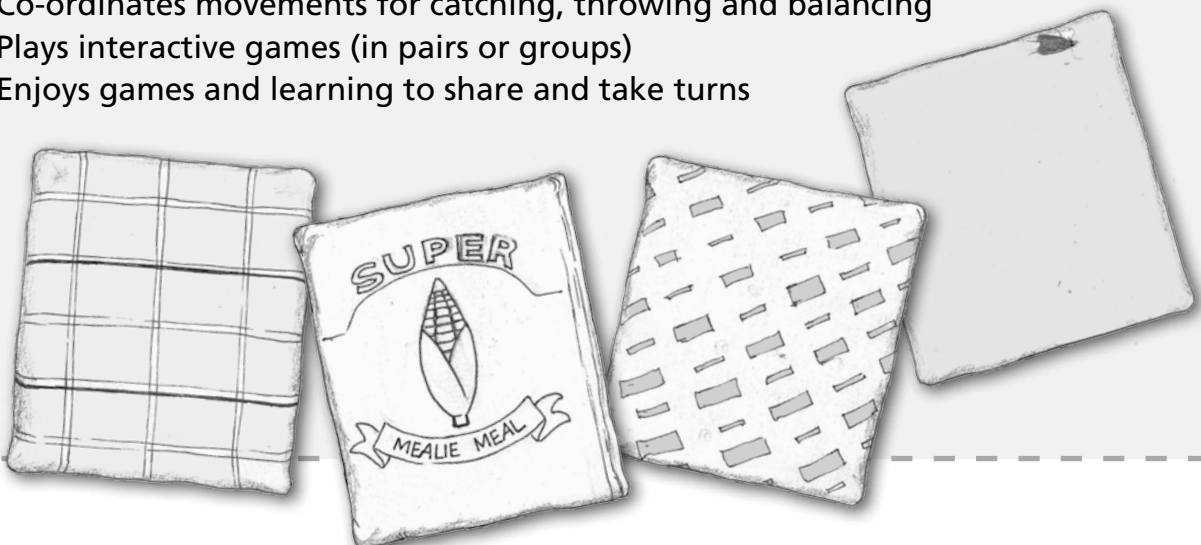 Co-ordinates movements for catching, throwing and balancing
Plays interactive games (in pairs or groups)
Enjoys games and learning to share and take turns
SUPER
MEALIE MEAL